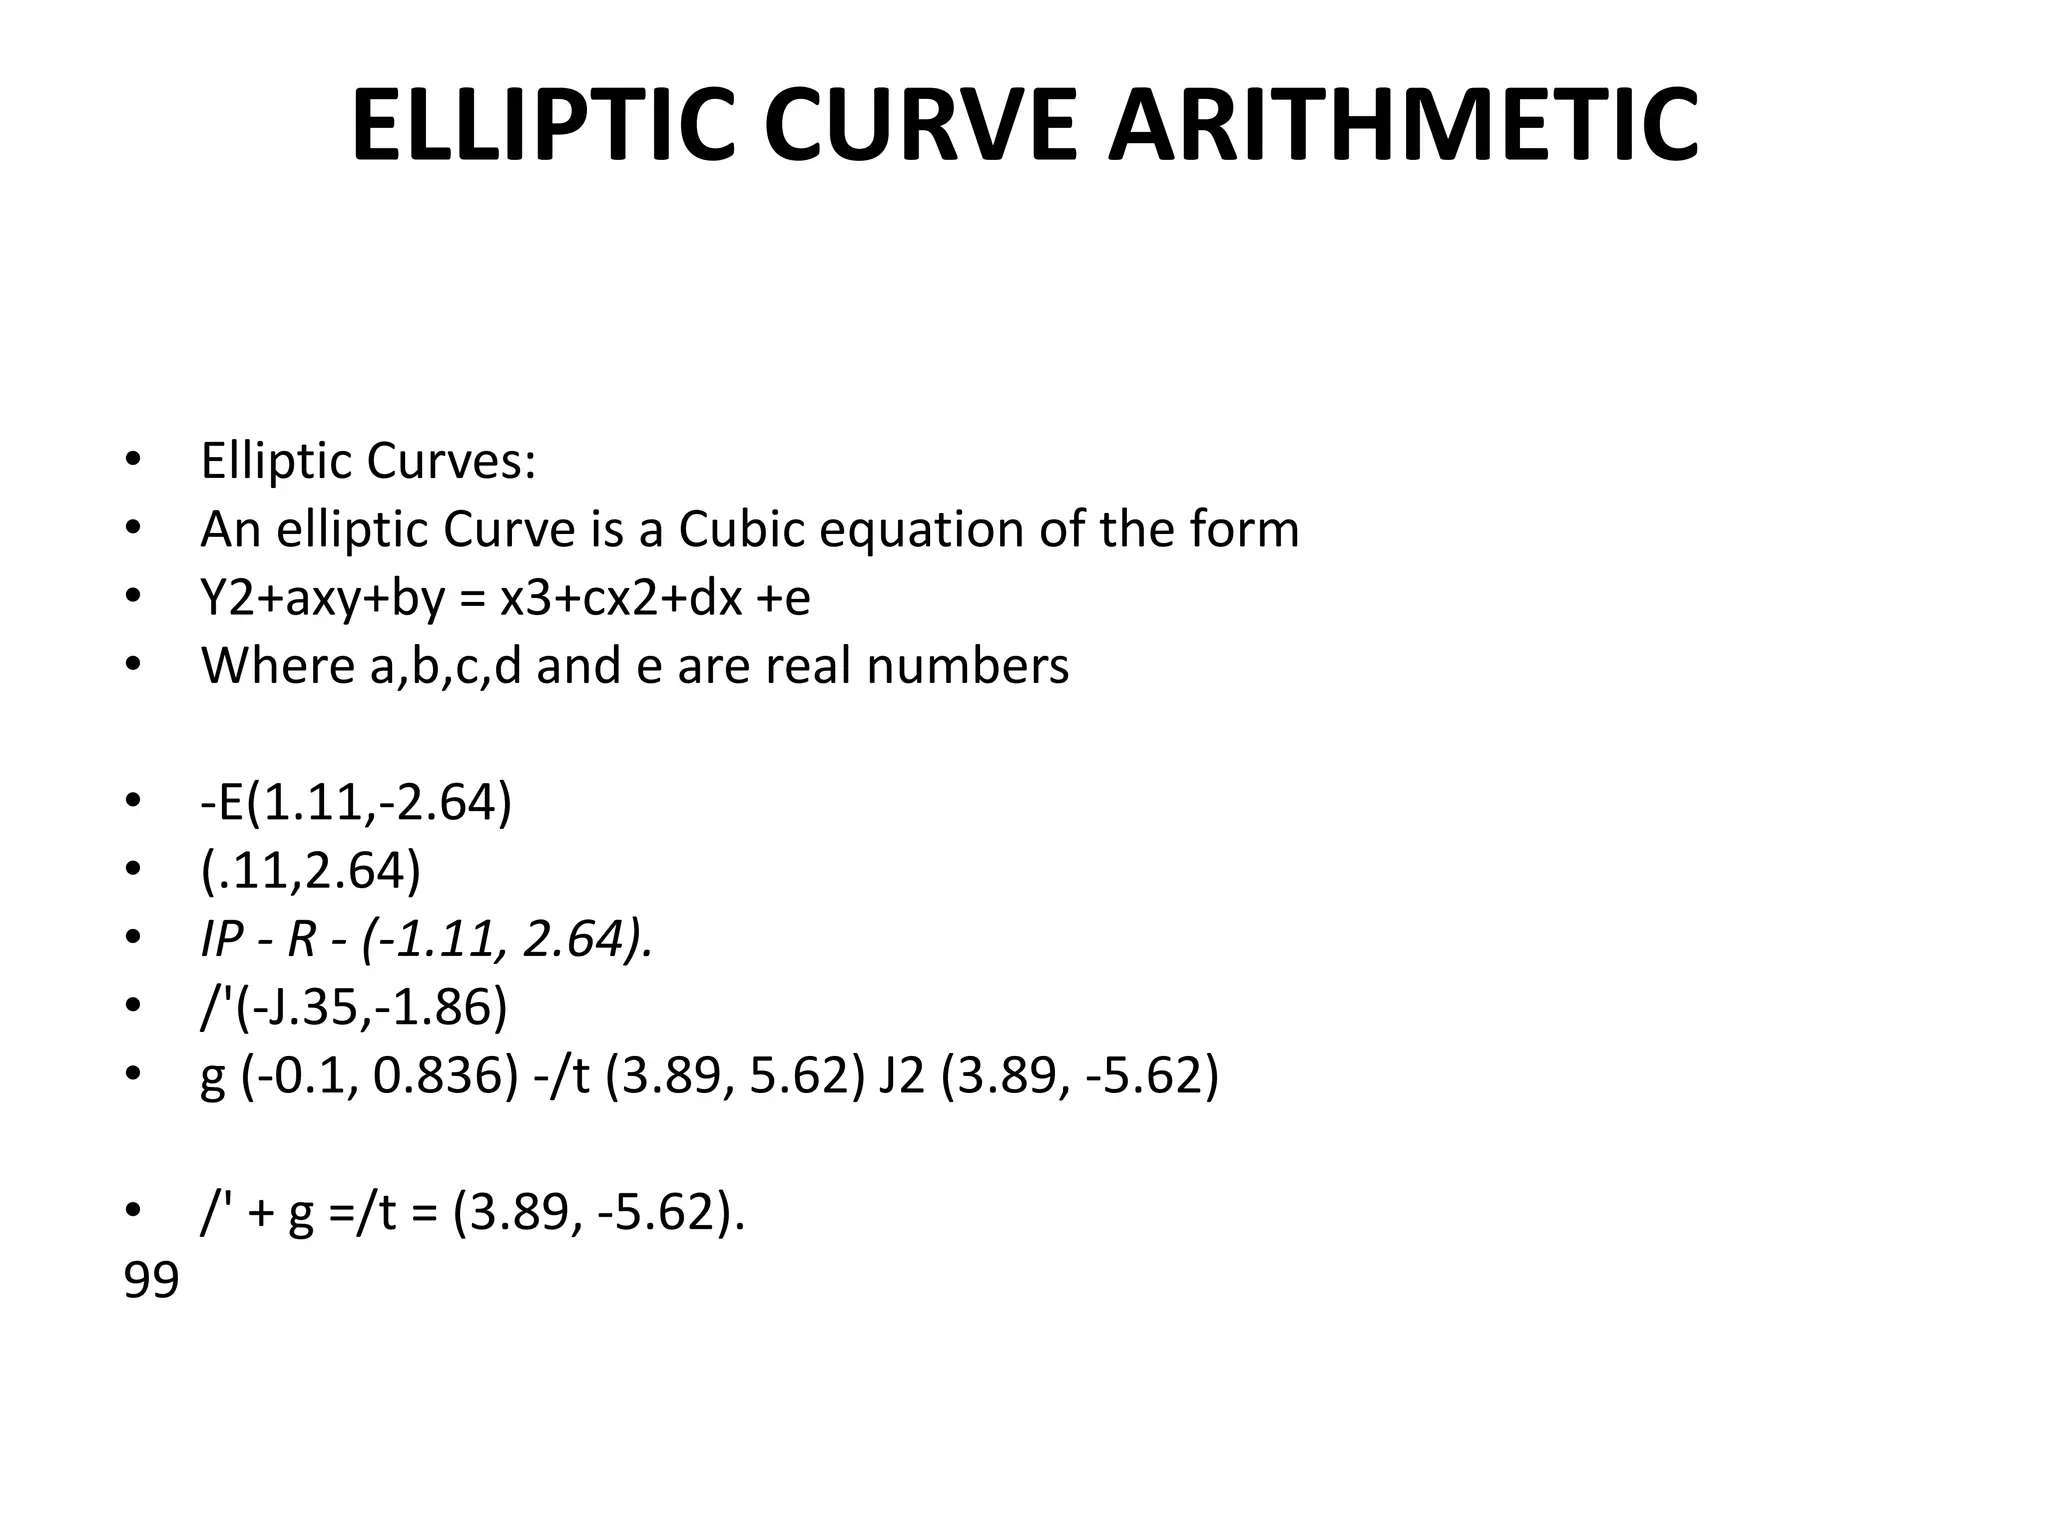 ELLIPTIC CURVE ARITHMETIC
• Elliptic Curves:
• An elliptic Curve is a Cubic equation of the form
• Y2+axy+by = x3+cx2+dx +e
• Where a,b,c,d and e are real numbers
• -E(1.11,-2.64)
• (.11,2.64)
• IP - R - (-1.11, 2.64).
• /'(-J.35,-1.86)
• g (-0.1, 0.836) -/t (3.89, 5.62) J2 (3.89, -5.62)
• /' + g =/t = (3.89, -5.62).
99